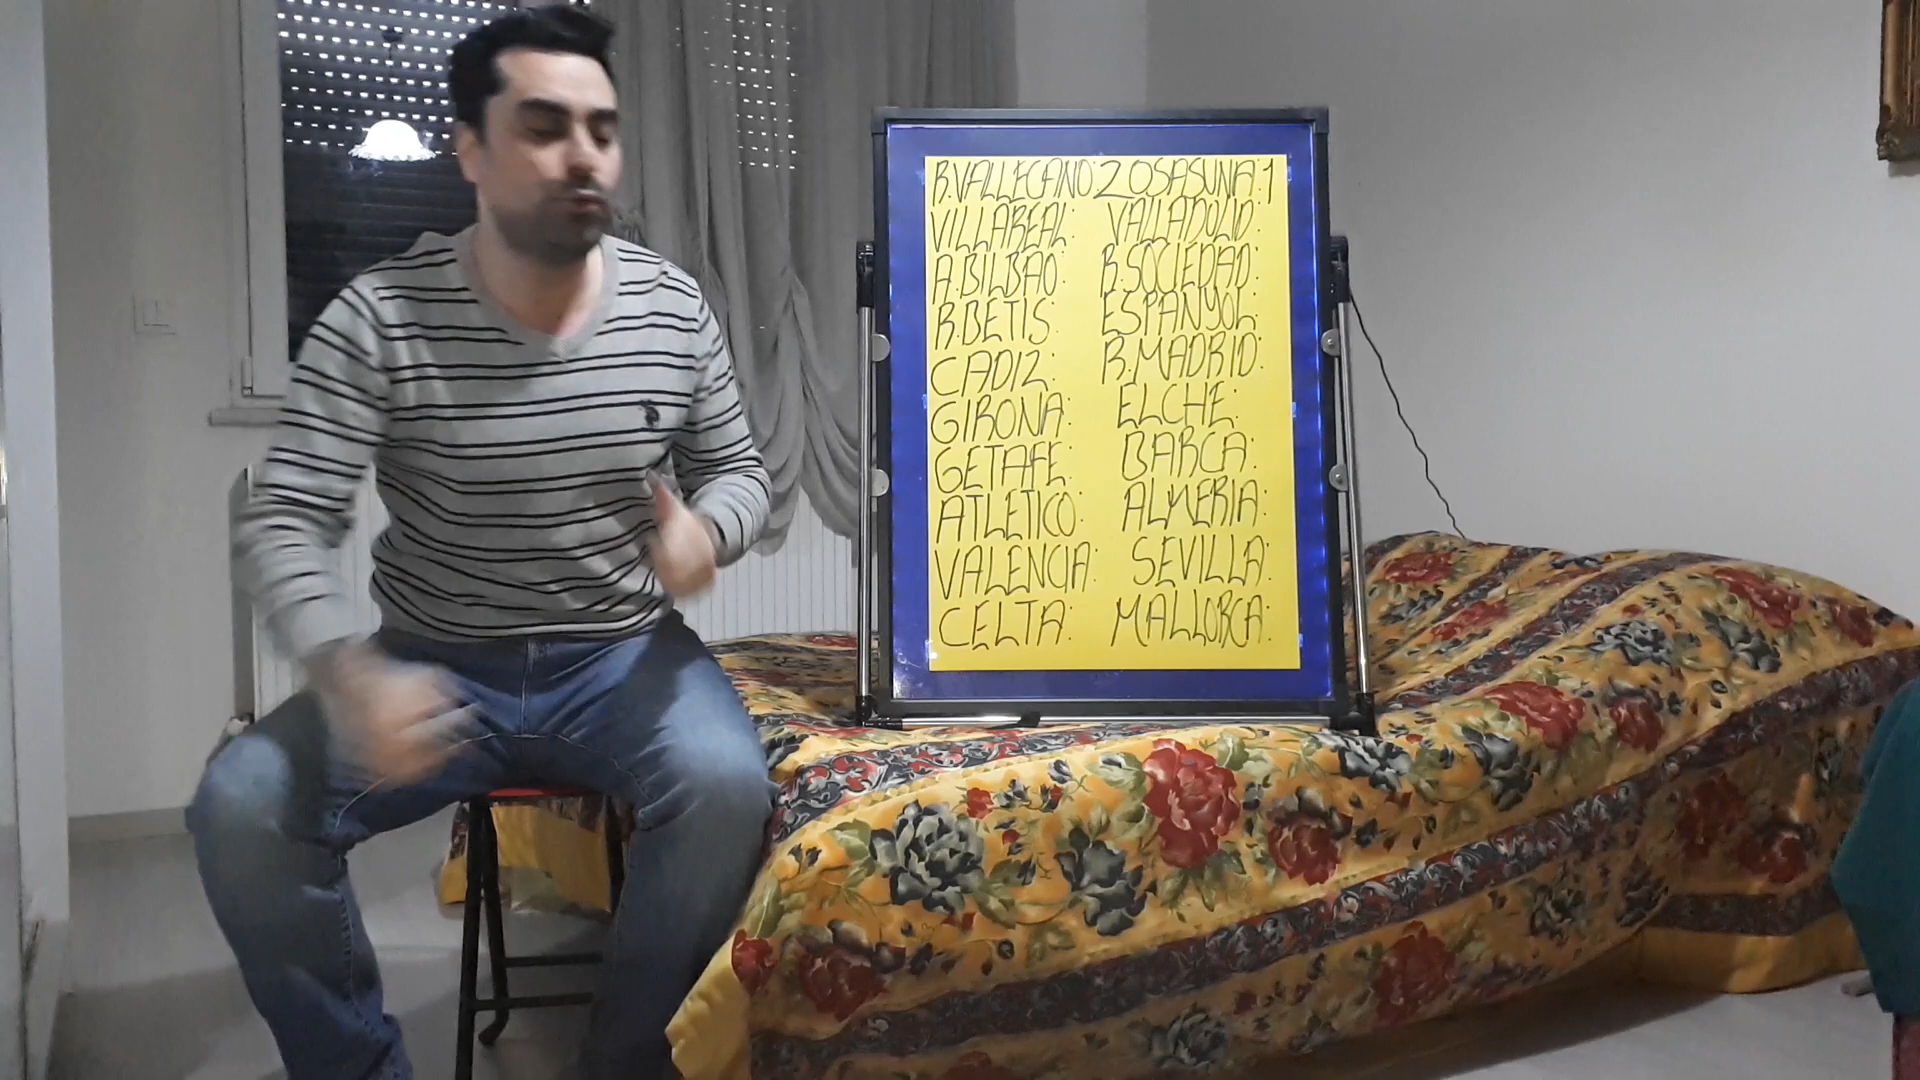 R.VALLECANO:2 OSASUNA:1
VILLAREAL: VALLADOLID:
A.BILBAO: R.SOCIEDAD:
R.BETIS: ESPANYOL:
CADIZ: R.MADRID:
GIRONA: ELCHE:
GETAFE: BARCA:
ATLETICO: ALMERIA:
VALENCIA: SEVILLA:
CELTA: MALLORCA: